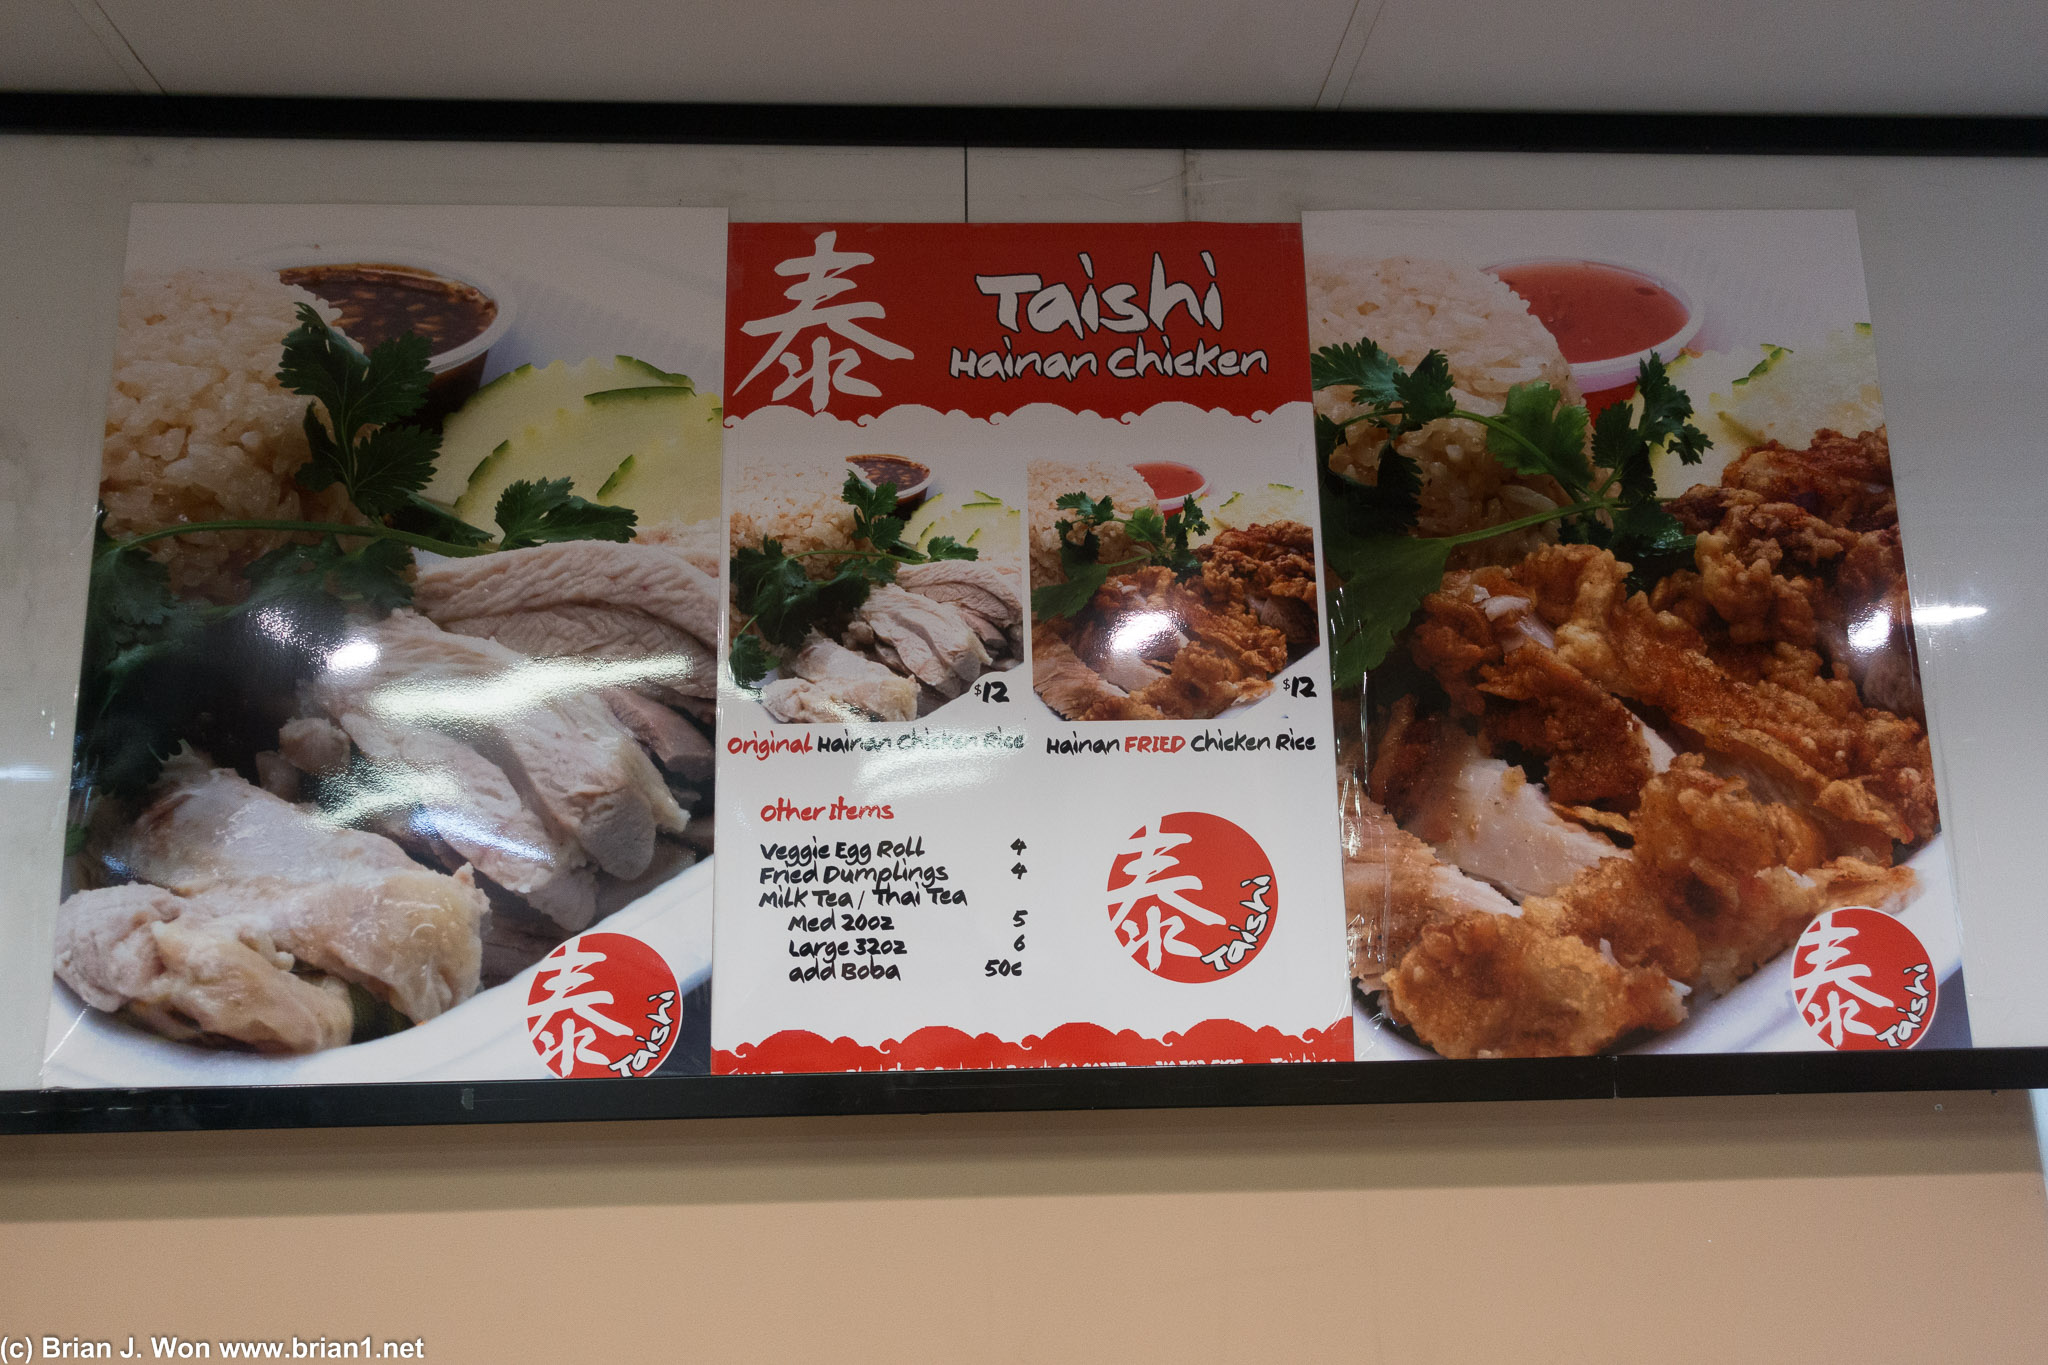 泰
Taishi
Hainan Chicken
$12
$12
Original Hainan Chicken Rice
Hainan FRIED Chicken Rice
Other Items
Veggie Egg Roll 4
Fried Dumplings 4
Milk Tea / Thai Tea
Med 20oz 5
Large 32oz 6
add Boba 50¢
泰 Taishi
泰 Taishi
泰 Taishi
(c) Brian J. Won www.brian1.net